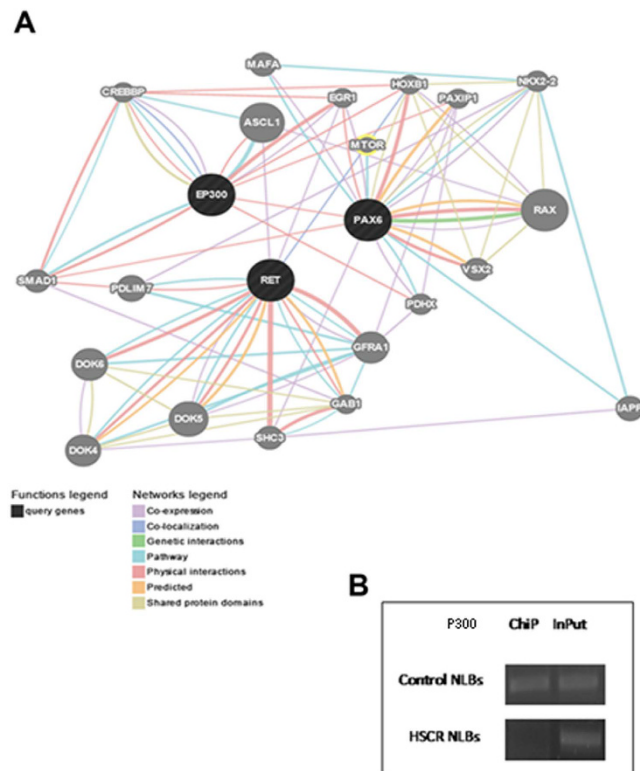 A
MAFA
CREBBP
EGR1
HOXB1
PAXIP1
NKX2-2
ASCL1
MTOR
EP300
PAX6
RAX
SMAD1
PDLIM7
RET
VSX2
PDHX
GFRA1
DOK6
DOK5
GAB1
IAPP
DOK4
SHC3
Functions legend
query genes
Networks legend
Co-expression
Co-localization
Genetic interactions
Pathway
Physical interactions
Predicted
Shared protein domains
B
P300 ChiP InPut
Control NLBs
HSCR NLBs